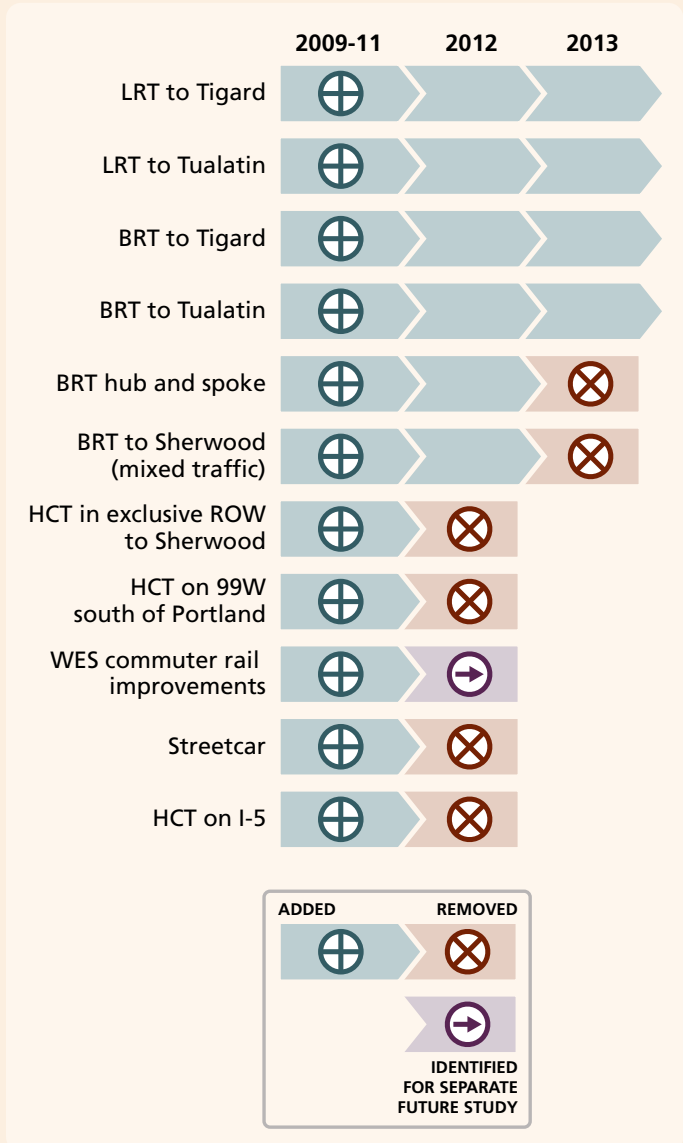 2009-11 2012 2013
LRT to Tigard
LRT to Tualatin
BRT to Tigard
BRT to Tualatin
BRT hub and spoke
BRT to Sherwood
(mixed traffic)
HCT in exclusive ROW
to Sherwood
HCT on 99W
south of Portland
WES commuter rail
improvements
Streetcar
HCT on I-5
ADDED REMOVED
IDENTIFIED
FOR SEPARATE
FUTURE STUDY